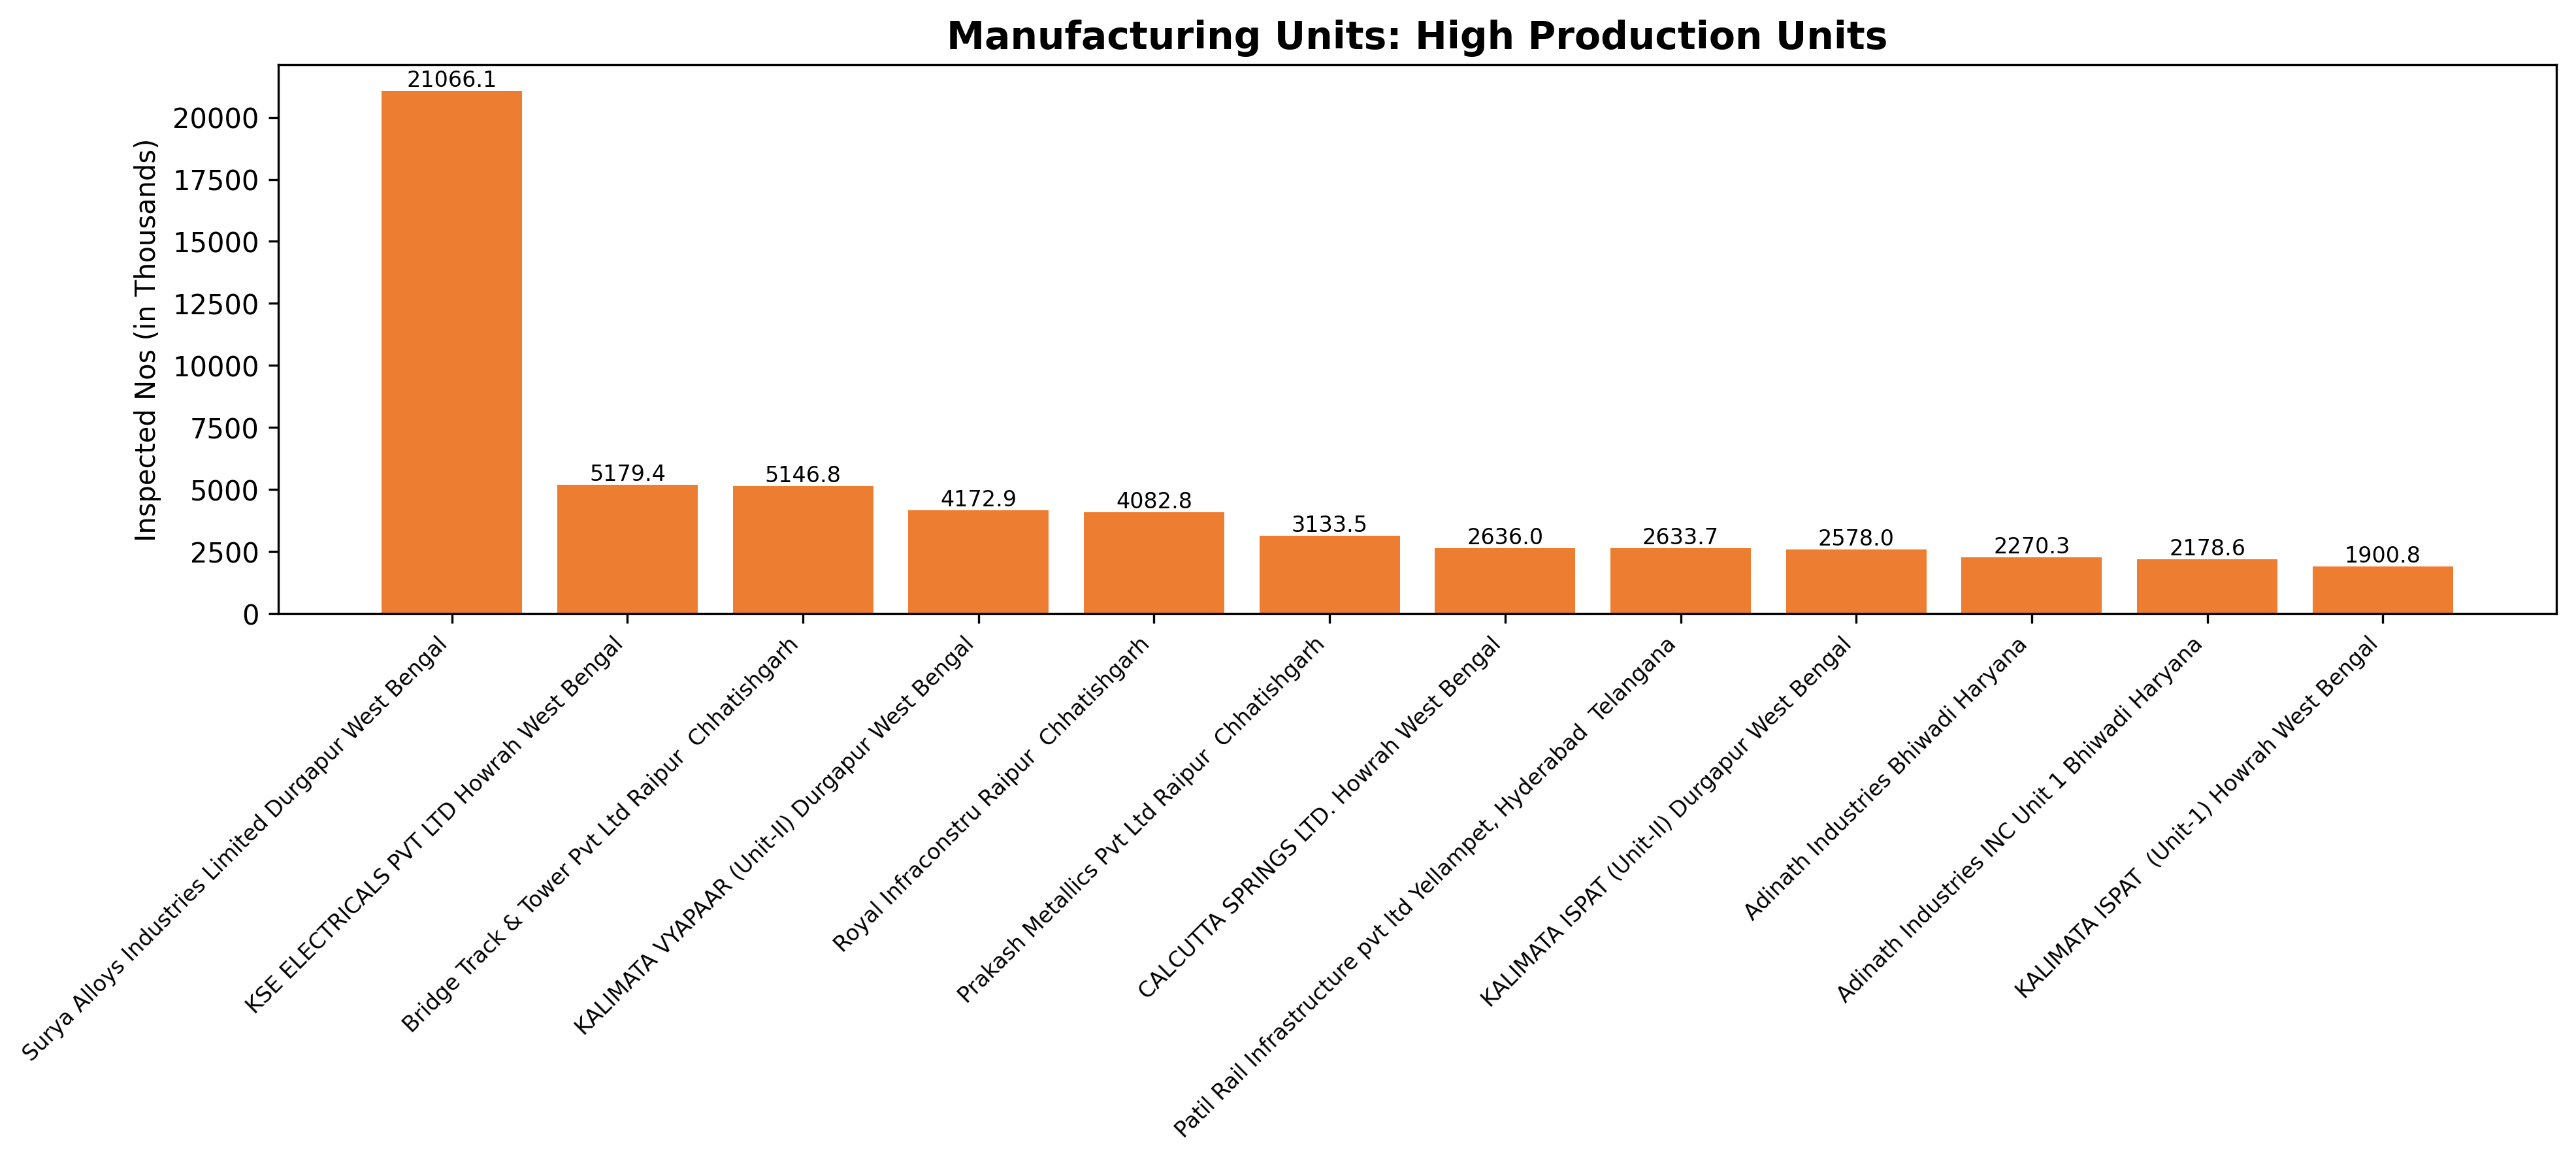 Manufacturing Units: High Production Units
Inspected Nos (in Thousands)
20000
17500
15000
12500
10000
7500
5000
2500
0
21066.1
5179.4
5146.8
4172.9
4082.8
3133.5
2636.0
2633.7
2578.0
2270.3
2178.6
1900.8
Surya Alloys Industries Limited Durgapur West Bengal
KSE ELECTRICALS PVT LTD Howrah West Bengal
Bridge Track & Tower Pvt Ltd Raipur  Chhatishgarh
KALIMATA VYAPAAR (Unit-II) Durgapur West Bengal
Royal Infraconstru Raipur  Chhatishgarh
Prakash Metallics Pvt Ltd Raipur  Chhatishgarh
CALCUTTA SPRINGS LTD. Howrah West Bengal
Patil Rail Infrastructure pvt ltd Yellampet, Hyderabad  Telangana
KALIMATA ISPAT (Unit-II) Durgapur West Bengal
Adinath Industries Bhiwadi Haryana
Adinath Industries INC Unit 1 Bhiwadi Haryana
KALIMATA ISPAT  (Unit-1) Howrah West Bengal